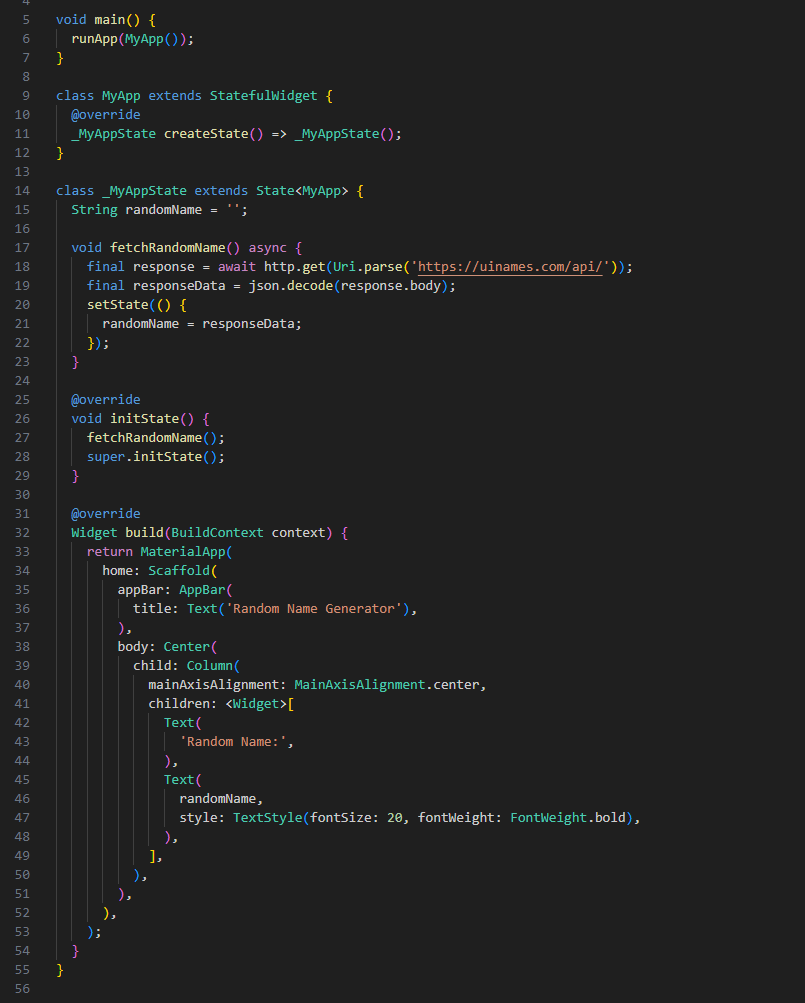 4
5 void main() {
6   runApp(MyApp());
7 }
8
9 class MyApp extends StatefulWidget {
10   @override
11   _MyAppState createState() => _MyAppState();
12 }
13
14 class _MyAppState extends State<MyApp> {
15   String randomName = '';
16
17   void fetchRandomName() async {
18     final response = await http.get(Uri.parse('https://uinames.com/api/'));
19     final responseData = json.decode(response.body);
20     setState(() {
21       randomName = responseData;
22     });
23   }
24
25   @override
26   void initState() {
27     fetchRandomName();
28     super.initState();
29   }
30
31   @override
32   Widget build(BuildContext context) {
33     return MaterialApp(
34       home: Scaffold(
35         appBar: AppBar(
36           title: Text('Random Name Generator'),
37         ),
38         body: Center(
39           child: Column(
40             mainAxisAlignment: MainAxisAlignment.center,
41             children: <Widget>[
42               Text(
43                 'Random Name:',
44               ),
45               Text(
46                 randomName,
47                 style: TextStyle(fontSize: 20, fontWeight: FontWeight.bold),
48               ),
49             ],
50           ),
51         ),
52       ),
53     );
54   }
55 }
56